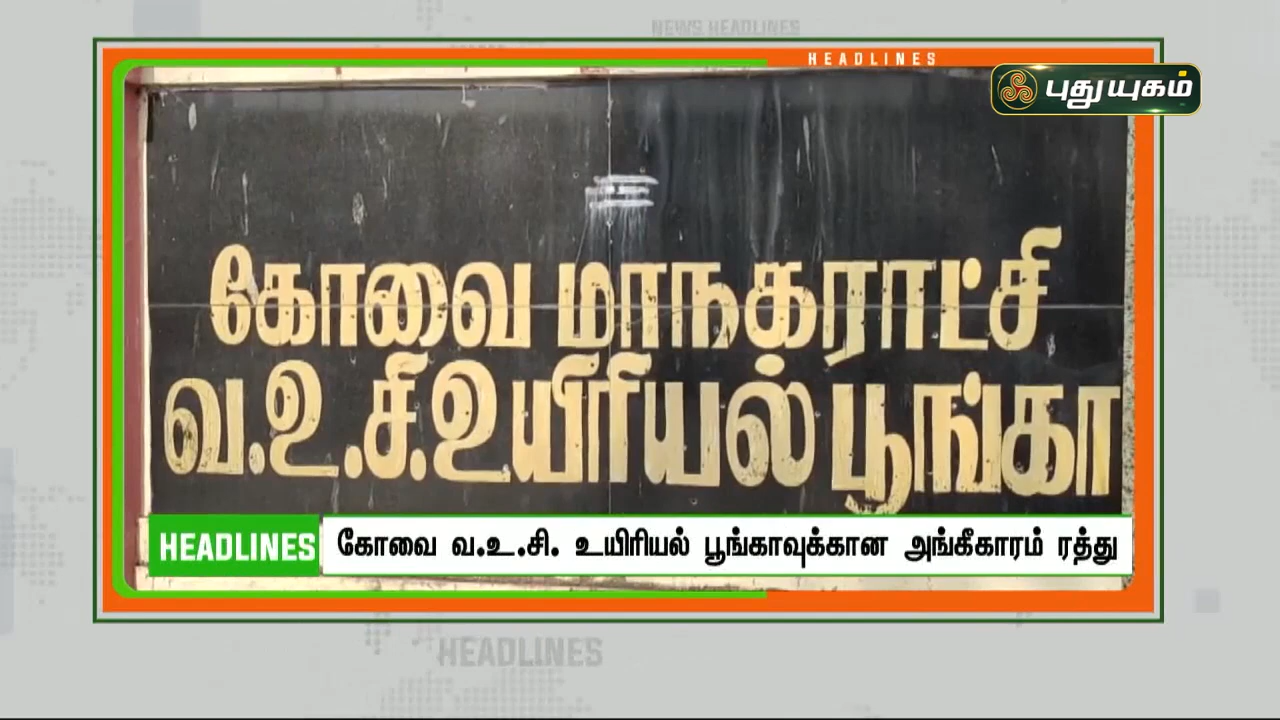 NEWS HEADLINES
HEADLINES
புதுயுகம்
கோவை மாநகராட்சி
வ.உ.சி.உயிரியல் பூங்கா
HEADLINES
கோவை வ.உ.சி. உயிரியல் பூங்காவுக்கான அங்கீகாரம் ரத்து
HEADLINES